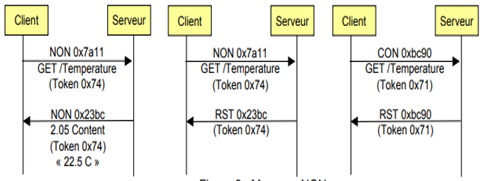 Client Serveur
NON 0x7a11
GET /Temperature
(Token 0x74)
NON 0x23bc
2.05 Content
(Token 0x74)
« 22.5 C »
Client Serveur
NON 0x7a11
GET /Temperature
(Token 0x74)
RST 0x23bc
(Token 0x74)
Client Serveur
CON 0xbc90
GET /Temperature
(Token 0x71)
RST 0xbc90
(Token 0x71)